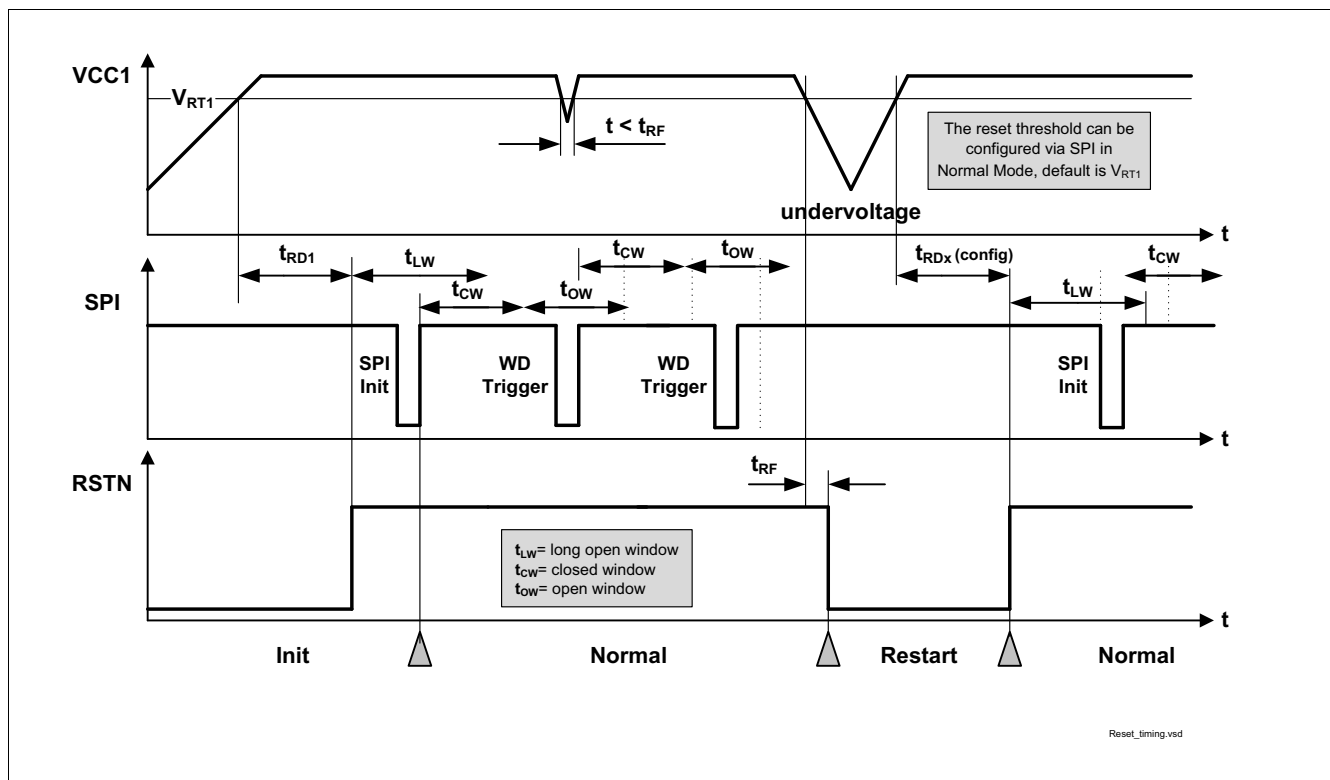 VCC1
VRT1
t < tRF
The reset threshold can be
configured via SPI in
Normal Mode, default is VRT1
undervoltage
t
tRD1
tLW
tCW
tOW
tCW
tOW
tRDx (config)
tLW
tCW
SPI
SPI
Init
WD
Trigger
WD
Trigger
SPI
Init
t
RSTN
tRF
tLW= long open window
tCW= closed window
tOW= open window
t
Init
Normal
Restart
Normal
Reset_timing.vsd